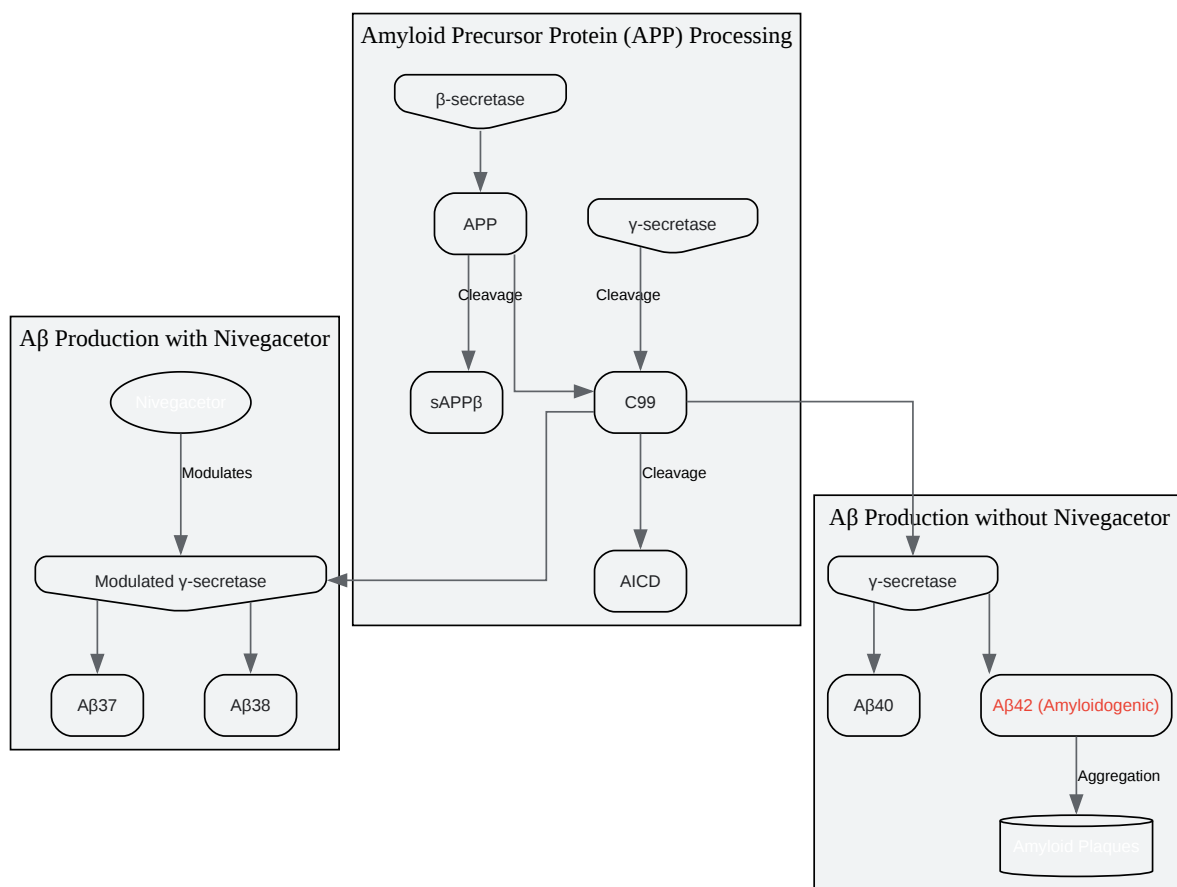 Amyloid Precursor Protein (APP) Processing
β-secretase
APP
γ-secretase
Cleavage
Cleavage
sAPPβ
C99
Cleavage
AICD
Aβ Production with Nivegacetor
Nivegacetor
Modulates
Modulated γ-secretase
Aβ37
Aβ38
Aβ Production without Nivegacetor
γ-secretase
Aβ40
Aβ42 (Amyloidogenic)
Aggregation
Amyloid Plaques